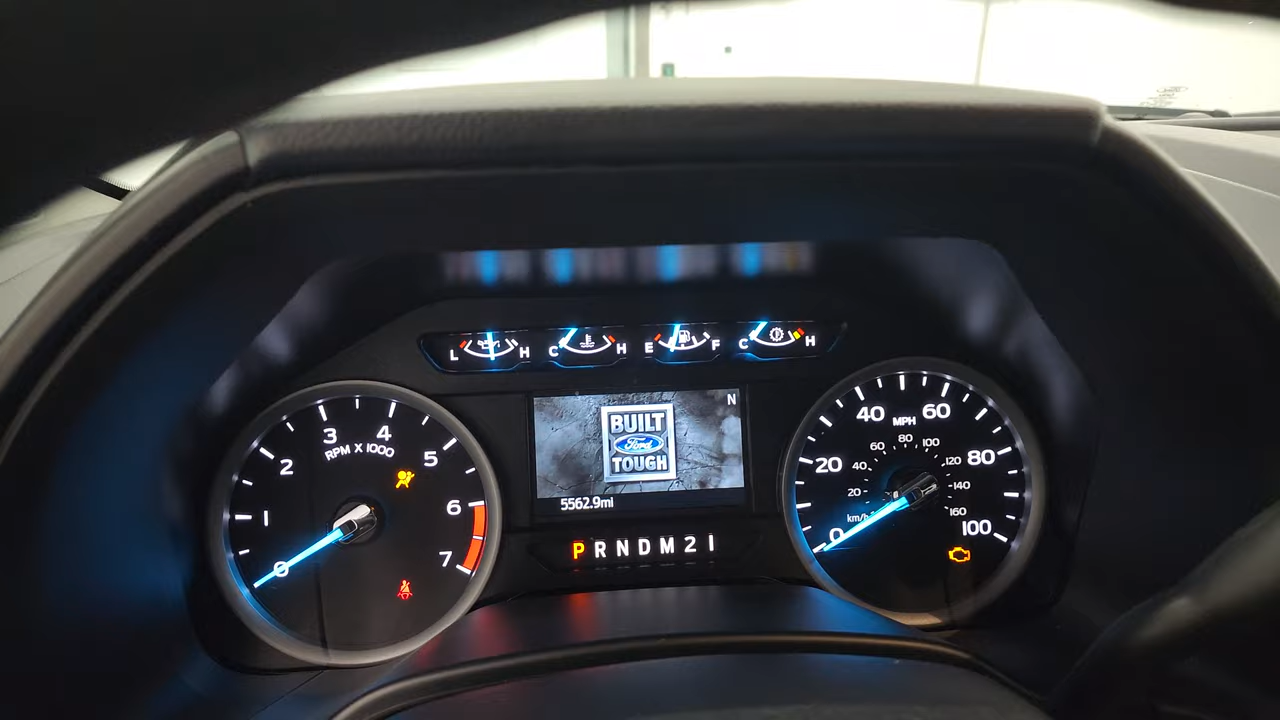 L H C H E F C H
BUILT
Ford
TOUGH
N
5562.9mi
P R N D M 2 1
0 1 2 3 4 5 6 7
RPM X 1000
0 20 40 60 80 100
MPH
20 40 60 80 100 120 140 160
km/h